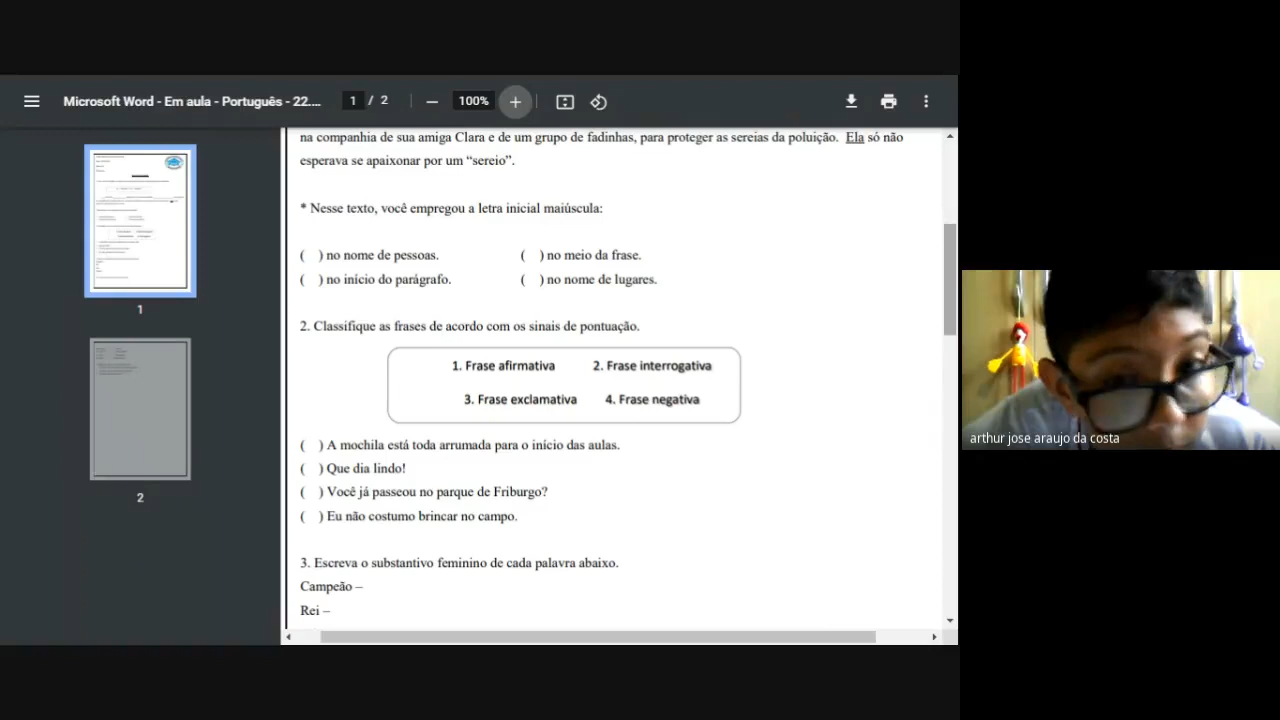 Microsoft Word - Em aula - Português - 22....
1 / 2
100%
na companhia de sua amiga Clara e de um grupo de fadinhas, para proteger as sereias da poluição. Ela só não
esperava se apaixonar por um “sereio”.
* Nesse texto, você empregou a letra inicial maiúscula:
( ) no nome de pessoas. ( ) no meio da frase.
( ) no início do parágrafo. ( ) no nome de lugares.
2. Classifique as frases de acordo com os sinais de pontuação.
1. Frase afirmativa 2. Frase interrogativa
3. Frase exclamativa 4. Frase negativa
( ) A mochila está toda arrumada para o início das aulas.
( ) Que dia lindo!
( ) Você já passeou no parque de Friburgo?
( ) Eu não costumo brincar no campo.
3. Escreva o substantivo feminino de cada palavra abaixo.
Campeão –
Rei –
1
2
arthur jose araujo da costa